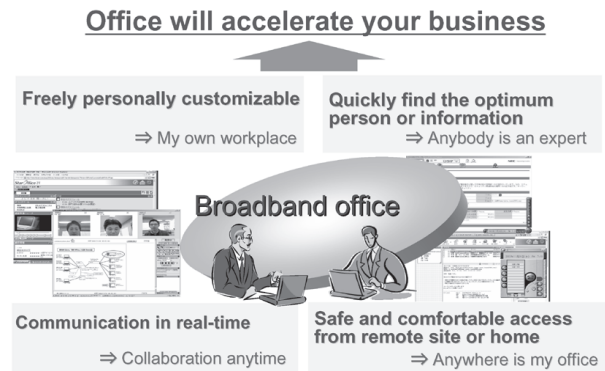 Office will accelerate your business
Freely personally customizable
⇒ My own workplace
Quickly find the optimum
person or information
⇒ Anybody is an expert
Broadband office
Communication in real-time
⇒ Collaboration anytime
Safe and comfortable access
from remote site or home
⇒ Anywhere is my office